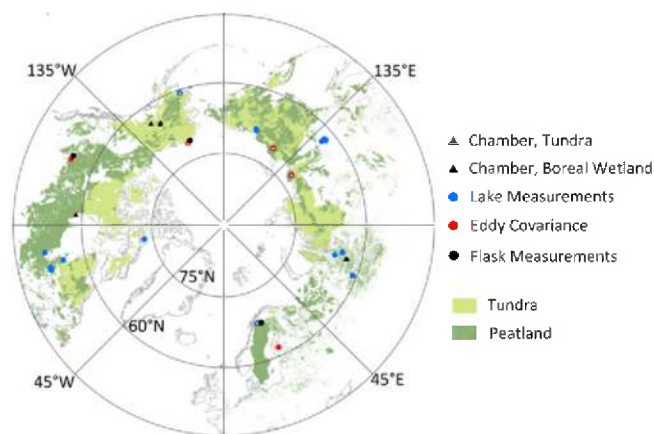 135°W
135°E
Chamber, Tundra
Chamber, Boreal Wetland
Lake Measurements
Eddy Covariance
Flask Measurements
75°N
Tundra
60°N
Peatland
45°W
45°E